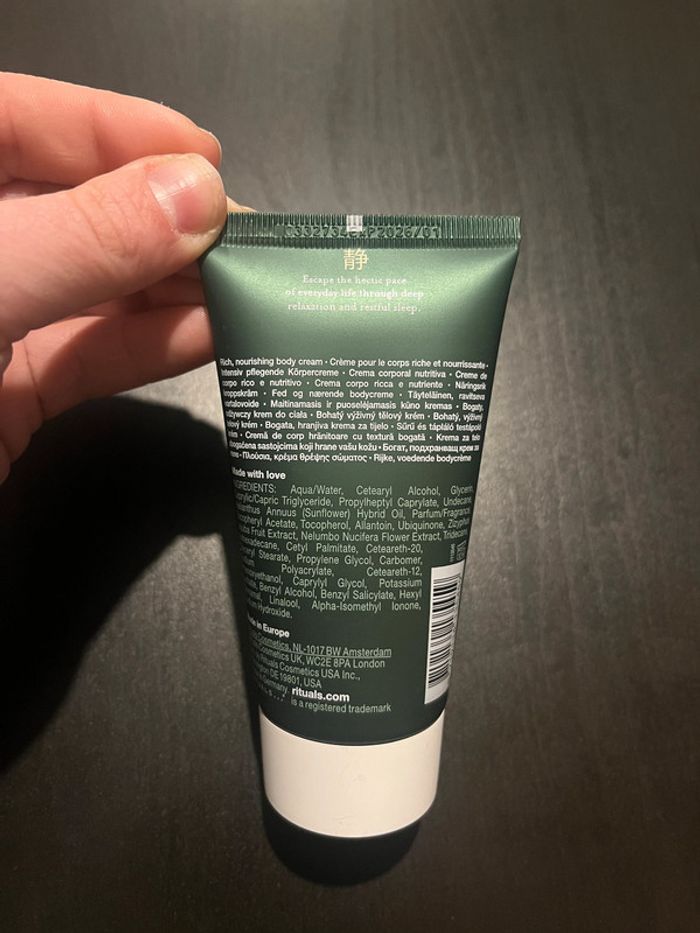 2026/01
静
Escape the hectic pace
of everyday life through deep
relaxation and restful sleep.
Rich, nourishing body cream • Crème pour le corps riche et nourrissante •
Intensiv pflegende Körpercreme • Crema corporal nutritiva • Creme de
corpo rico e nutritivo • Crema corpo ricca e nutriente • Näringsrik
kroppskräm • Fed og nærende bodycreme • Täyteläinen, ravitseva
vartalovoide • Maitinamasis ir puoselėjamasis kūno kremas • Bogaty,
odżywczy krem do ciała • Bohatý výživný tělový krém • Bohatý, výživný
telový krém • Bogata, hranjiva krema za tijelo • Sűrű és tápláló testápoló
krém • Cremă de corp hrănitoare cu textură bogată • Krema za telo
obogaćena sastojcima koji hrane vašu kožu • Богат, подхранващ крем за
• Πλούσια, κρέμα θρέψης σώματος • Rijke, voedende bodycrème
Made with love
INGREDIENTS: Aqua/Water, Cetearyl Alcohol, Glycerin,
Caprylic/Capric Triglyceride, Propylheptyl Caprylate, Undecane,
Helianthus Annuus (Sunflower) Hybrid Oil, Parfum/Fragrance,
Tocopheryl Acetate, Tocopherol, Allantoin, Ubiquinone, Zizyphus
Jujuba Fruit Extract, Nelumbo Nucifera Flower Extract, Tridecane,
Cetyl Palmitate, Ceteareth-20,
Stearate, Propylene Glycol, Carbomer,
Polyacrylate, Ceteareth-12,
Caprylyl Glycol, Potassium
Benzyl Alcohol, Benzyl Salicylate, Hexyl
Linalool, Alpha-Isomethyl Ionone,
Hydroxide.
Made in Europe
Cosmetics, NL-1017 BW Amsterdam
Cosmetics UK, WC2E 8PA London
Rituals Cosmetics USA Inc.,
DE 19801, USA
Germany. rituals.com
is a registered trademark